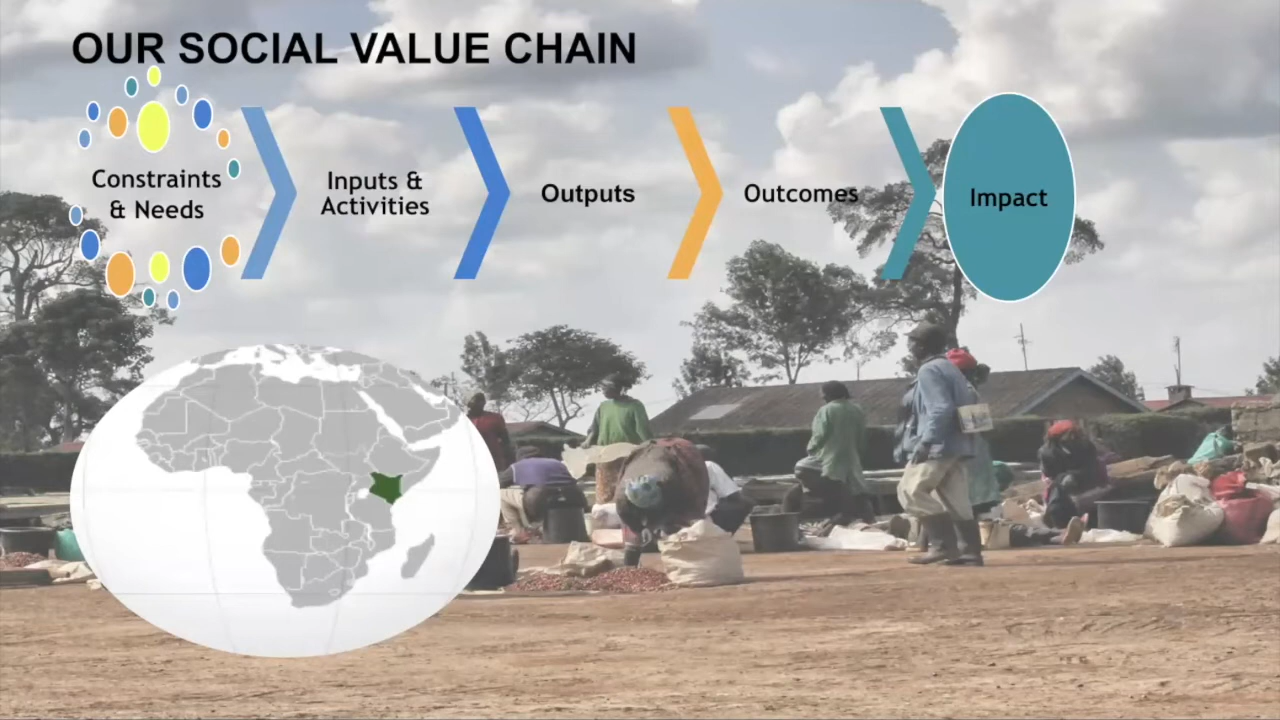 OUR SOCIAL VALUE CHAIN
Constraints
& Needs
Inputs &
Activities
Outputs
Outcomes
Impact